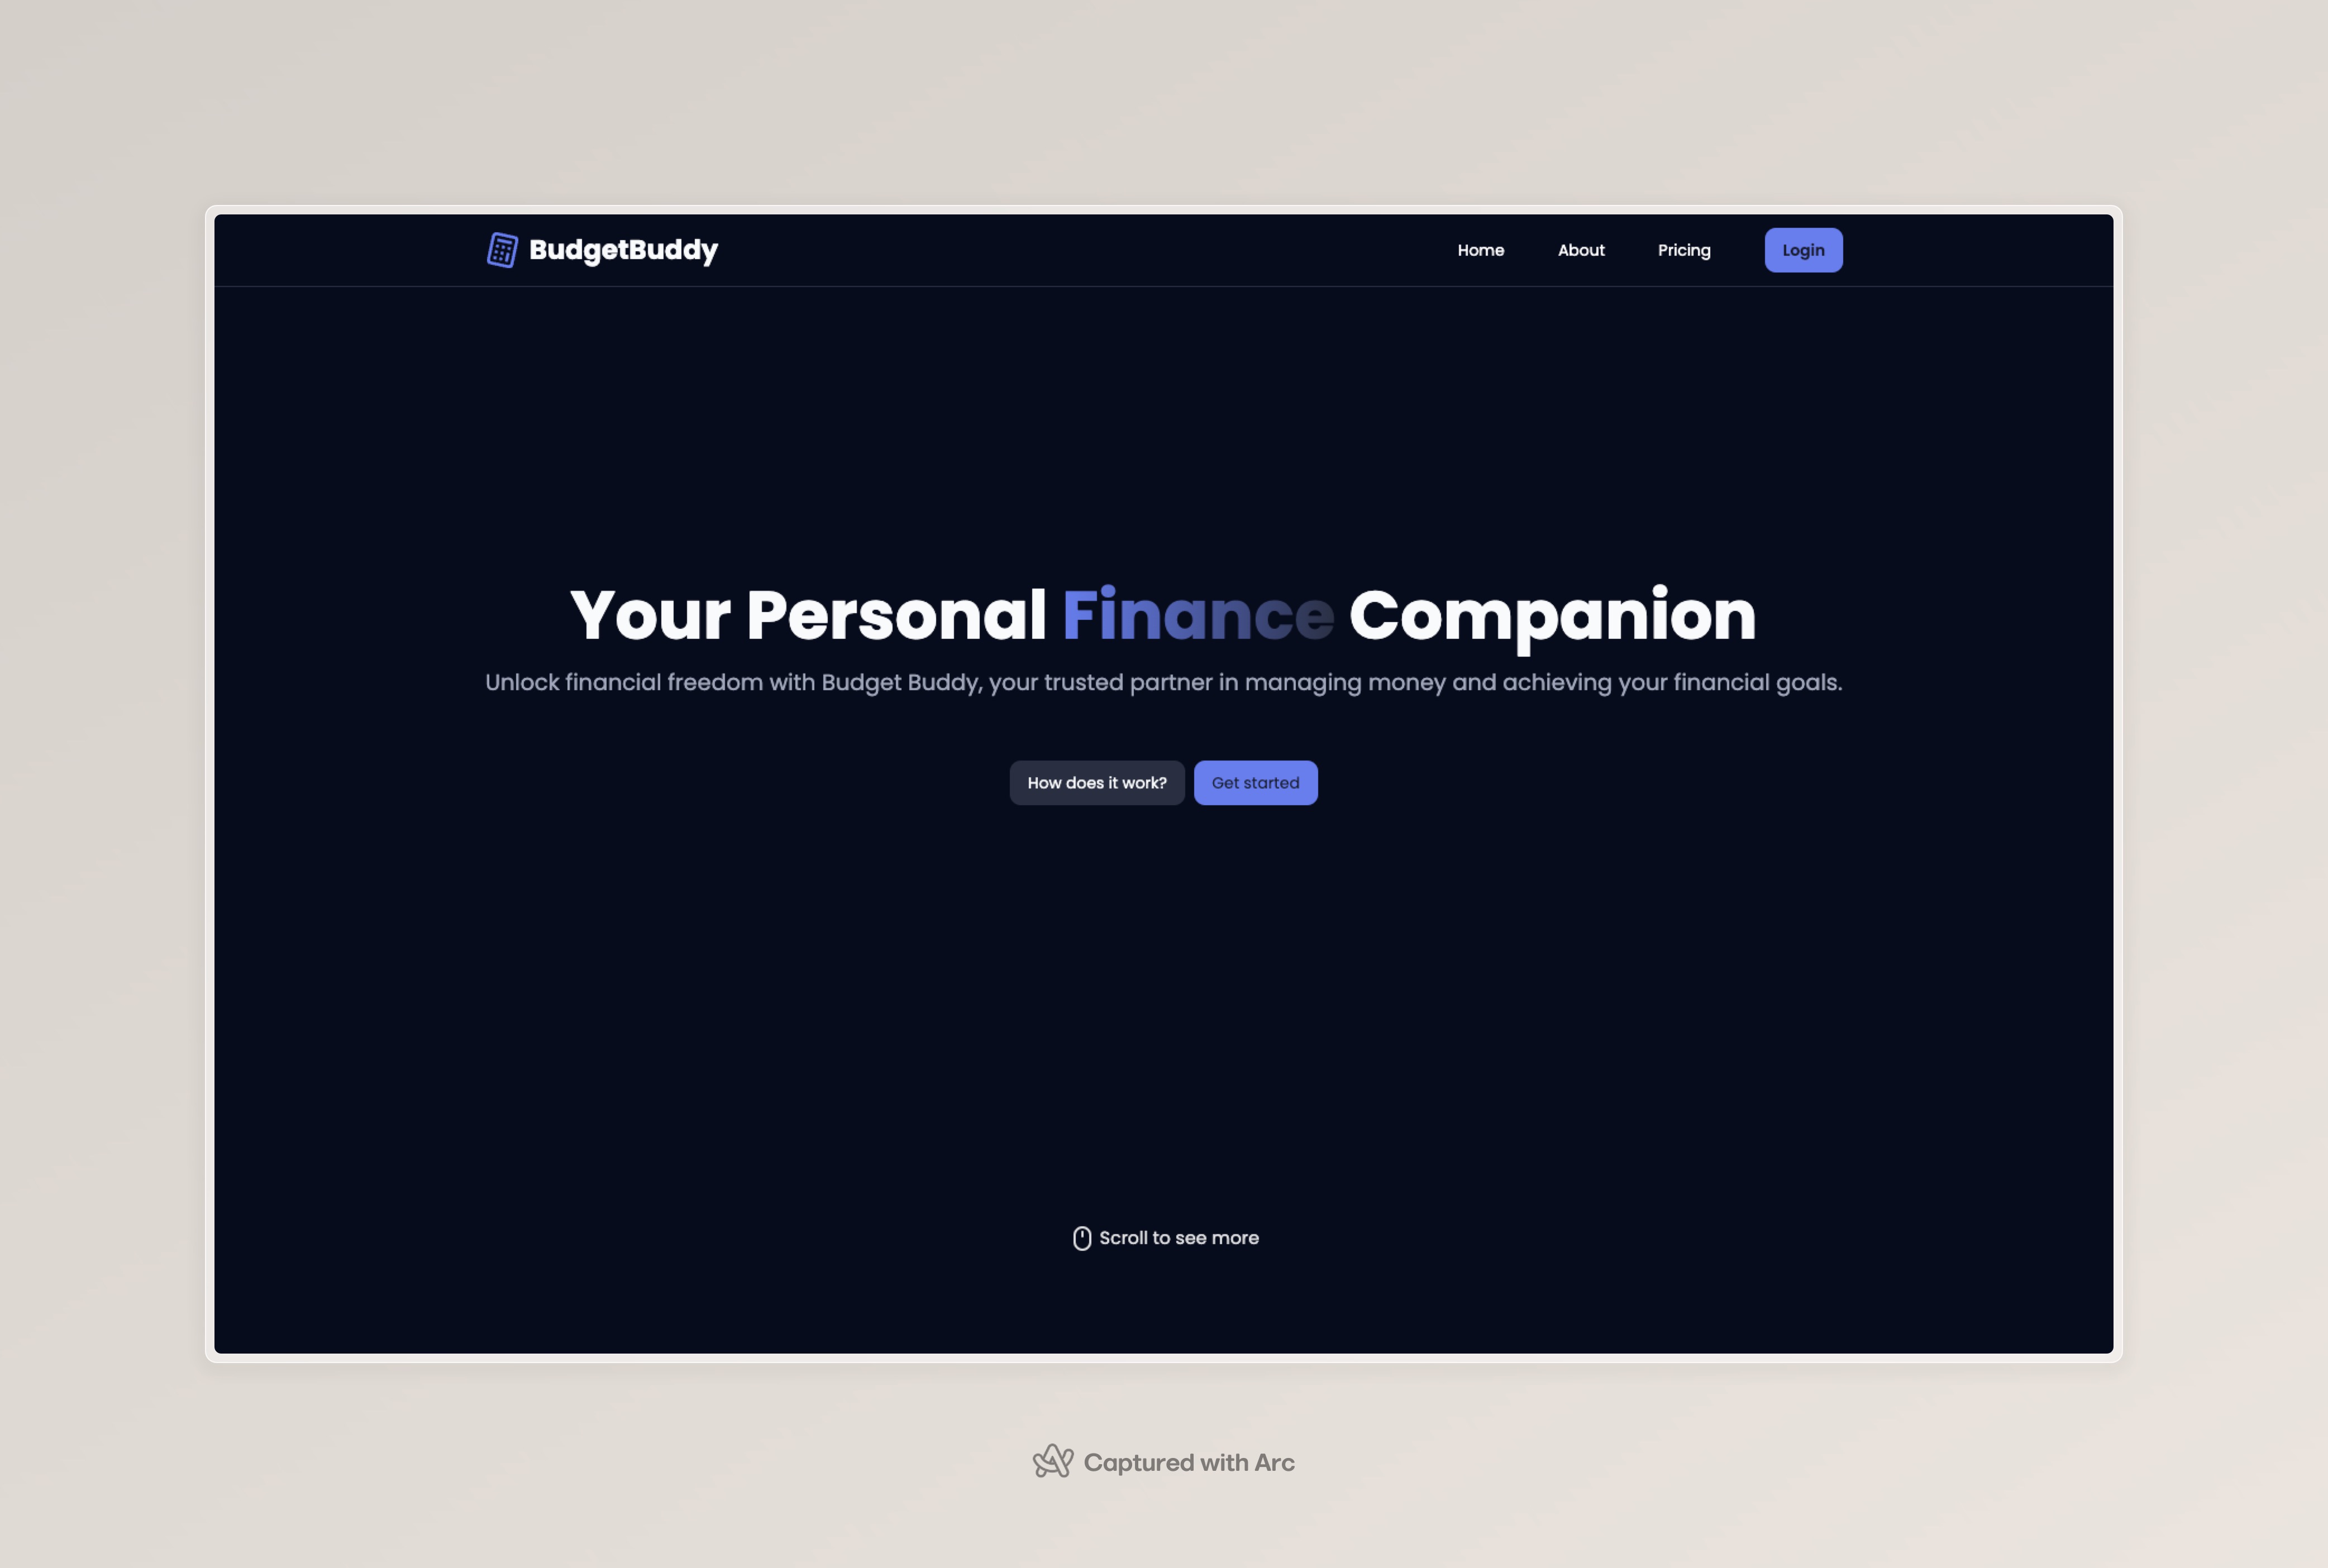 BudgetBuddy
Home About Pricing Login
Your Personal Finance Companion
Unlock financial freedom with Budget Buddy, your trusted partner in managing money and achieving your financial goals.
How does it work? Get started
Scroll to see more
Captured with Arc